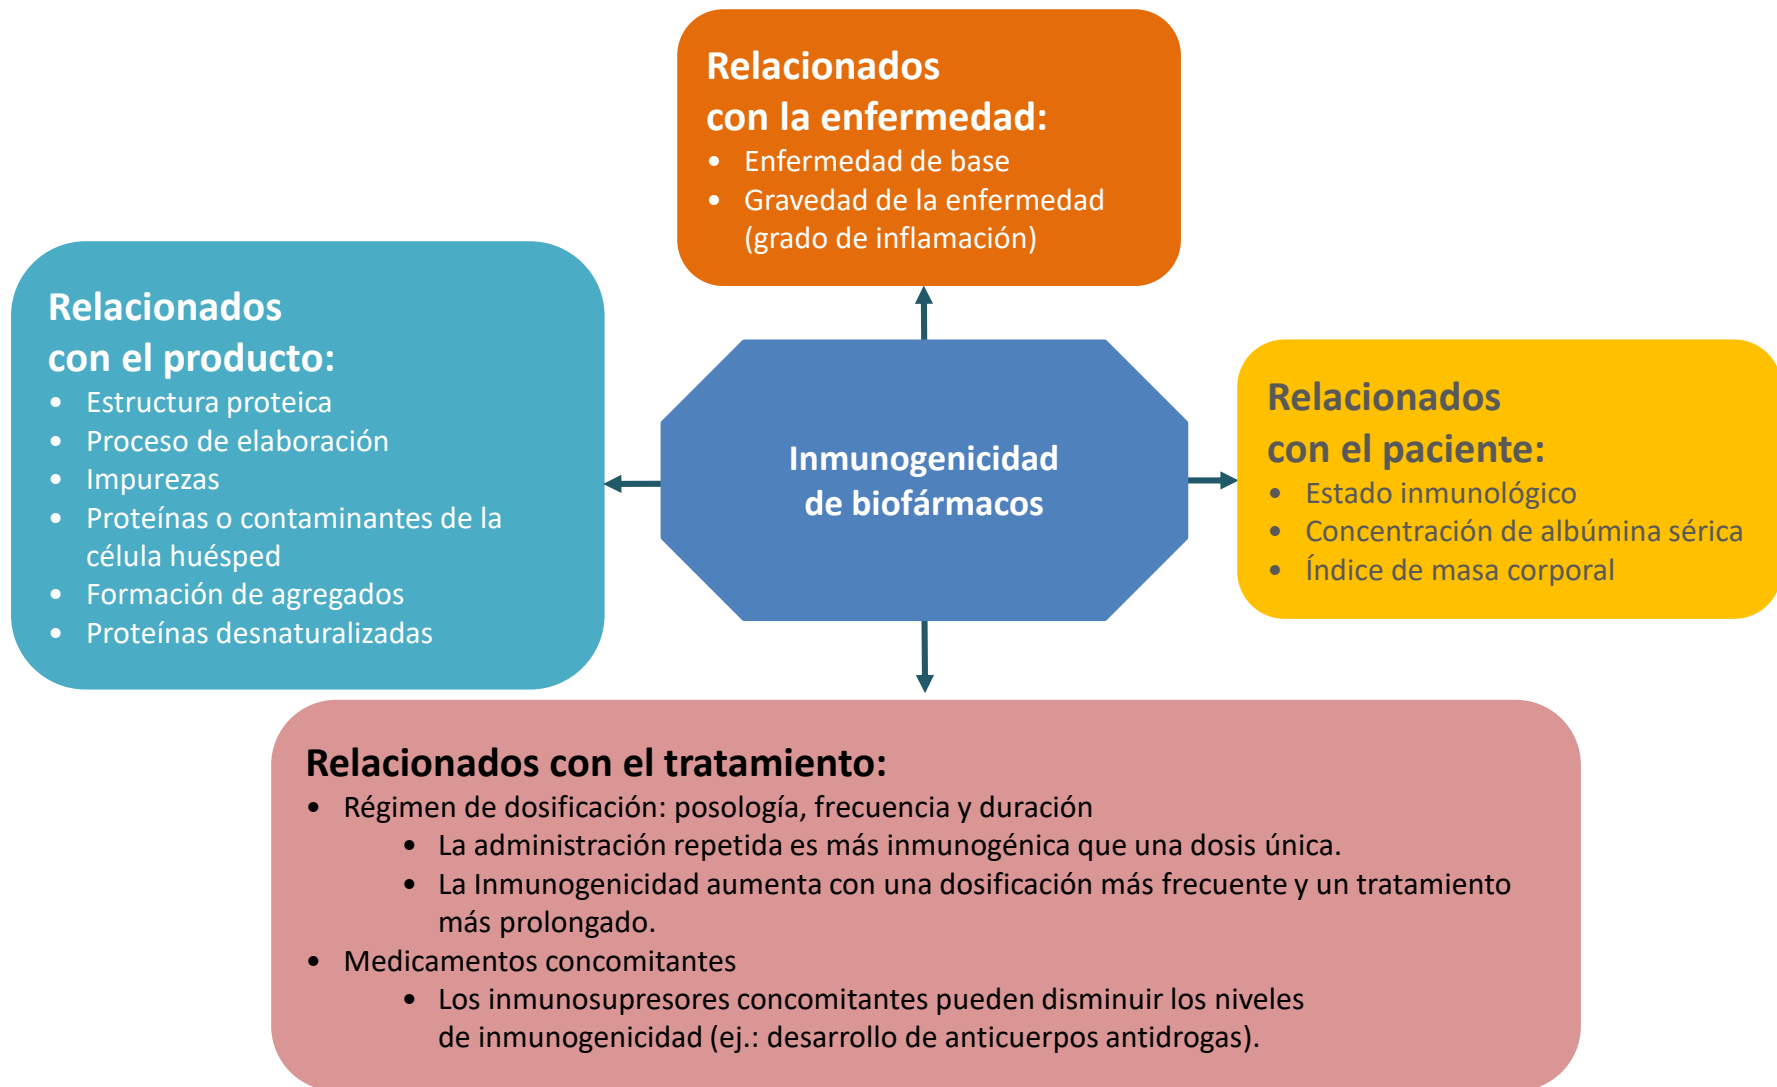 Relacionados
con la enfermedad:
• Enfermedad de base
• Gravedad de la enfermedad
(grado de inflamación)
Relacionados
con el producto:
• Estructura proteica
• Proceso de elaboración
• Impurezas
• Proteínas o contaminantes de la
célula huésped
• Formación de agregados
• Proteínas desnaturalizadas
Inmunogenicidad
de biofármacos
Relacionados
con el paciente:
• Estado inmunológico
• Concentración de albúmina sérica
• Índice de masa corporal
Relacionados con el tratamiento:
• Régimen de dosificación: posología, frecuencia y duración
• La administración repetida es más inmunogénica que una dosis única.
• La Inmunogenicidad aumenta con una dosificación más frecuente y un tratamiento
más prolongado.
• Medicamentos concomitantes
• Los inmunosupresores concomitantes pueden disminuir los niveles
de inmunogenicidad (ej.: desarrollo de anticuerpos antidrogas).